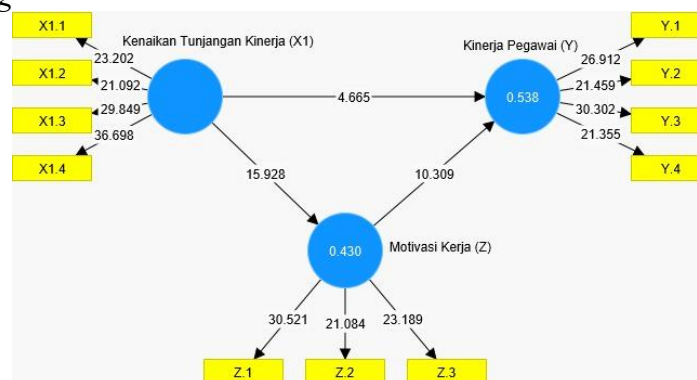 g
X1.1
Kenaikan Tunjangan Kinerja (X1)
Kinerja Pegawai (Y)
Y.1
23.202
26.912
X1.2
21.092
21.459
Y.2
4.665
0.538
29.849
30.302
X1.3
Y.3
36.698
21.355
X1.4
Y.4
15.928
10.309
0.430
Motivasi Kerja (Z)
30.521
21.084
23.189
Z.1
Z.2
Z.3